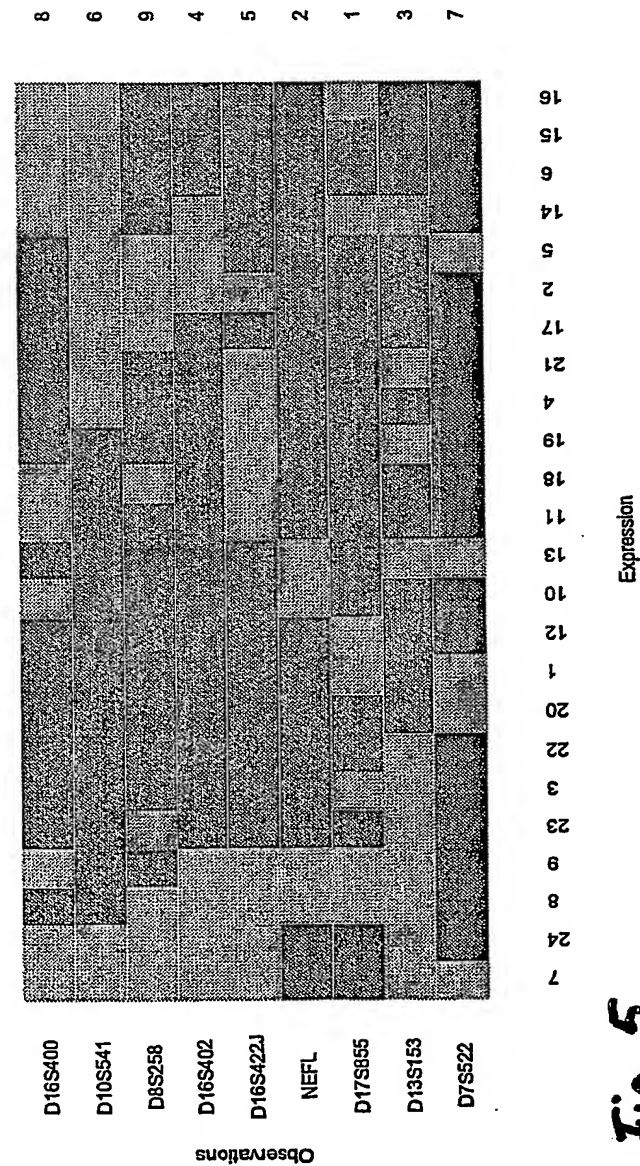 Observations
D16S400 8
D10S541 6
D8S258 9
D16S402 4
D16S422J 5
NEFL 2
D17S855 1
D13S153 3
D7S522 7
7 24 8 9 23 3 22 20 1 12 10 13 11 18 19 4 21 17 2 5 14 6 15 16
Expression
Fig. 5